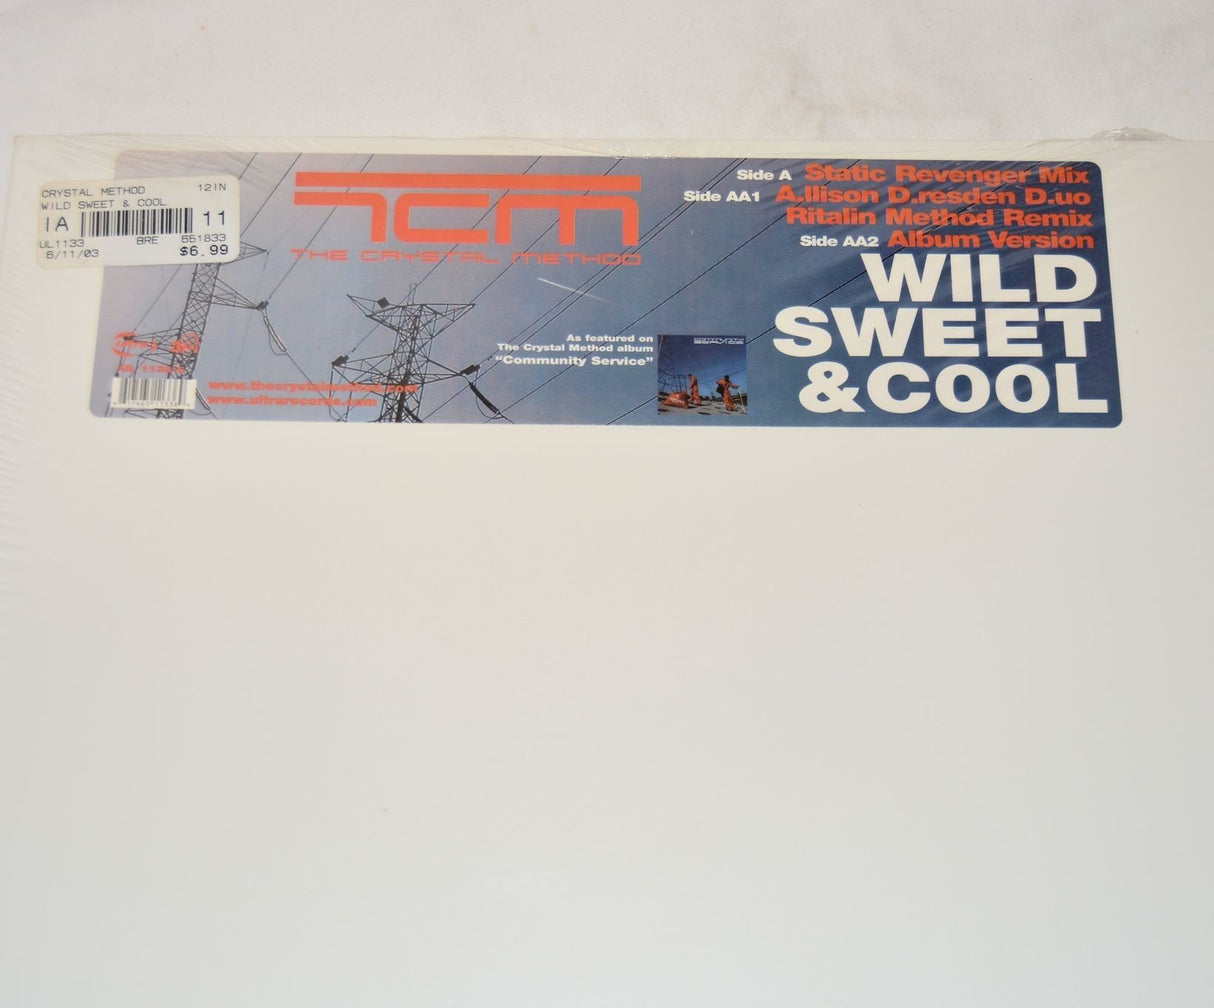 CRYSTAL METHOD 12IN
WILD SWEET & COOL
IA 11
UL1133 BRE 651833
6/11/03 $6.99
TCM
THE CRYSTAL METHOD
www.thecrystalmethod.com
www.ultrarecords.com
As featured on
The Crystal Method album
"Community Service"
Side A Static Revenger Mix
Side AA1 A.llison D.resden D.uo
Ritalin Method Remix
Side AA2 Album Version
WILD
SWEET
&COOL